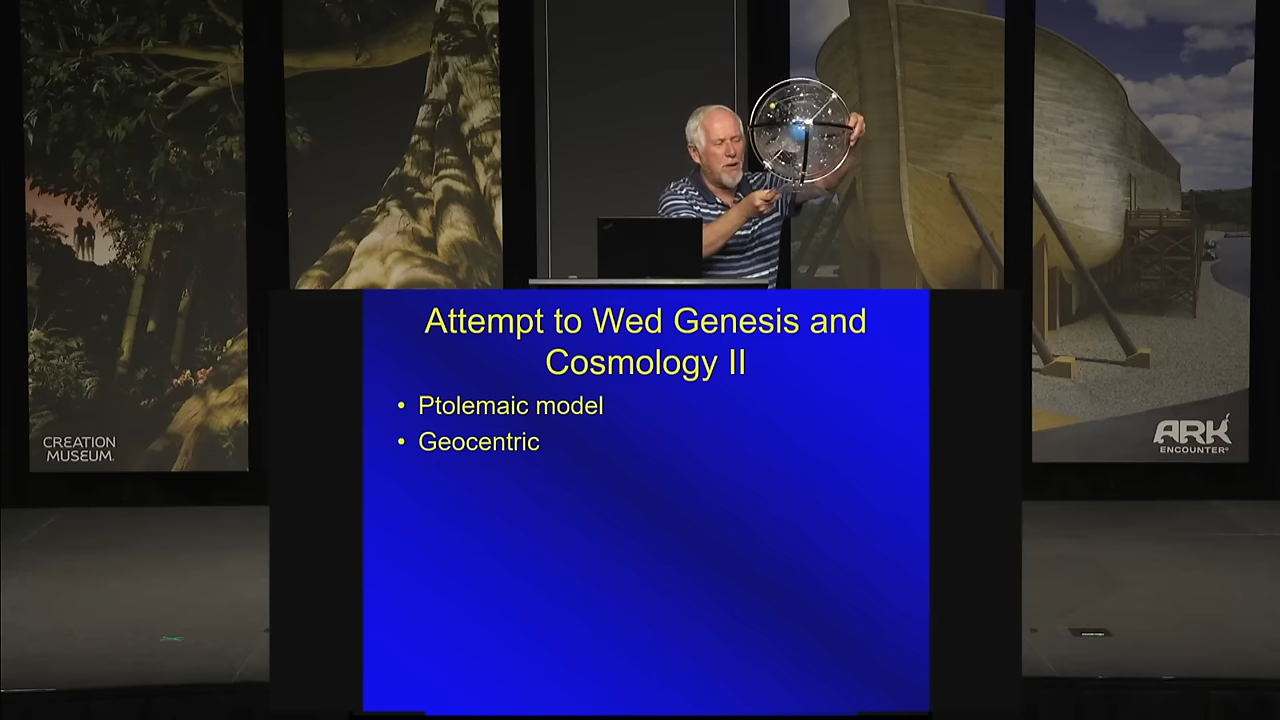 Attempt to Wed Genesis and
Cosmology II
• Ptolemaic model
• Geocentric
CREATION
MUSEUM.
ARK
ENCOUNTER®